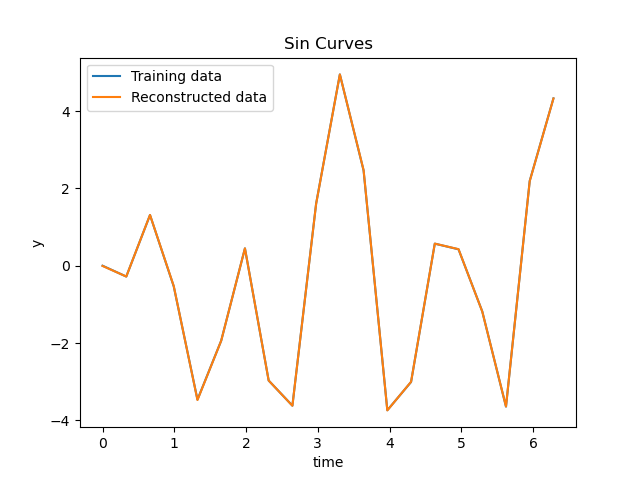 Sin Curves
Training data
Reconstructed data
4
2
0
−2
−4
y
0 1 2 3 4 5 6
time